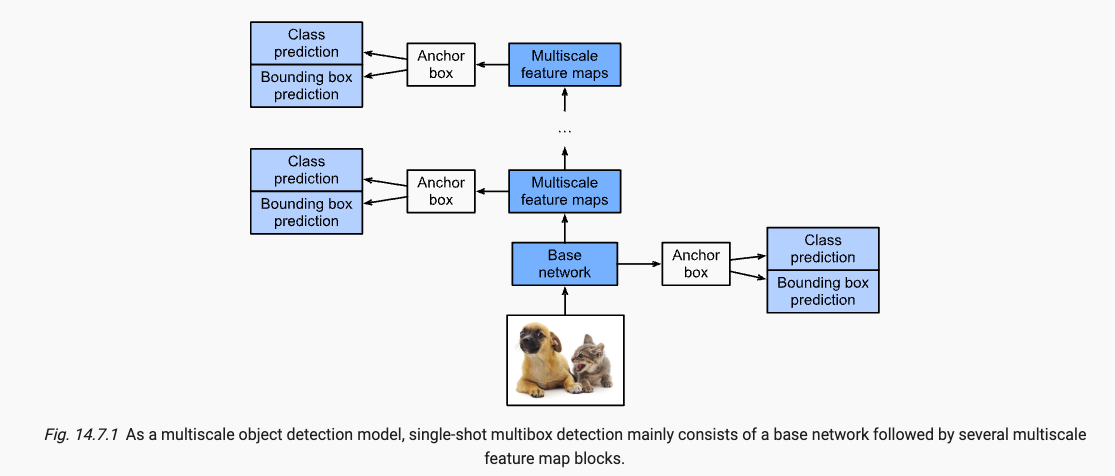 Class
prediction
Bounding box
prediction
Anchor
box
Multiscale
feature maps
...
Class
prediction
Bounding box
prediction
Anchor
box
Multiscale
feature maps
Base
network
Anchor
box
Class
prediction
Bounding box
prediction
Fig. 14.7.1 As a multiscale object detection model, single-shot multibox detection mainly consists of a base network followed by several multiscale
feature map blocks.